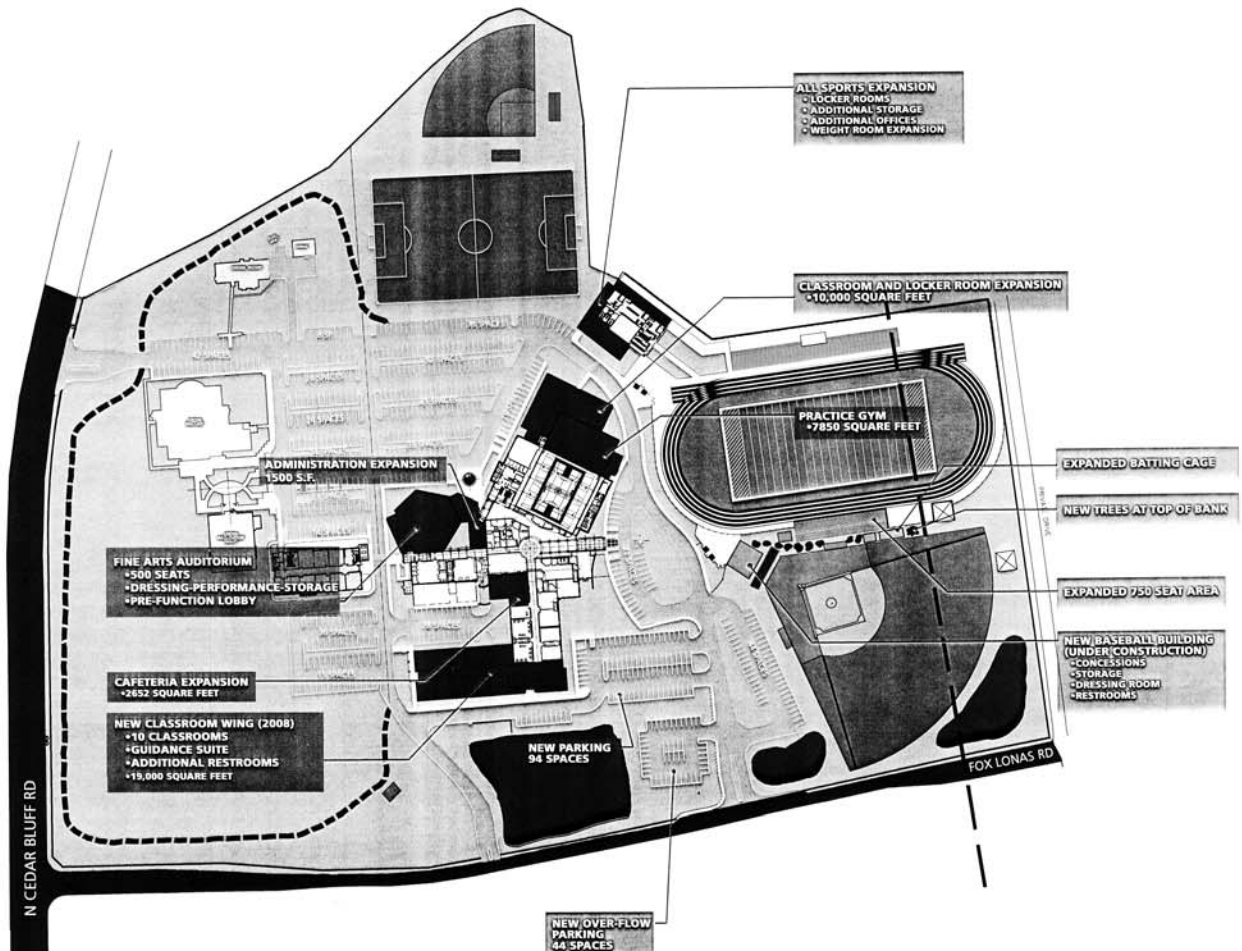 ALL SPORTS EXPANSION
•LOCKER ROOMS
•ADDITIONAL STORAGE
•ADDITIONAL OFFICES
•WEIGHT ROOM EXPANSION
CLASSROOM AND LOCKER ROOM EXPANSION
•10,000 SQUARE FEET
PRACTICE GYM
•7850 SQUARE FEET
ADMINISTRATION EXPANSION
1500 S.F.
EXPANDED BATTING CAGE
NEW TREES AT TOP OF BANK
FINE ARTS AUDITORIUM
•500 SEATS
•DRESSING-PERFORMANCE-STORAGE
•PRE-FUNCTION LOBBY
EXPANDED 750 SEAT AREA
NEW BASEBALL BUILDING
(UNDER CONSTRUCTION)
•CONCESSIONS
•STORAGE
•DRESSING ROOM
•RESTROOMS
CAFETERIA EXPANSION
•2652 SQUARE FEET
NEW CLASSROOM WING (2008)
•10 CLASSROOMS
•GUIDANCE SUITE
•ADDITIONAL RESTROOMS
•19,000 SQUARE FEET
NEW PARKING
94 SPACES
FOX LONAS RD
N CEDAR BLUFF RD
PRIVATE DRIVE
NEW OVER-FLOW
PARKING
44 SPACES